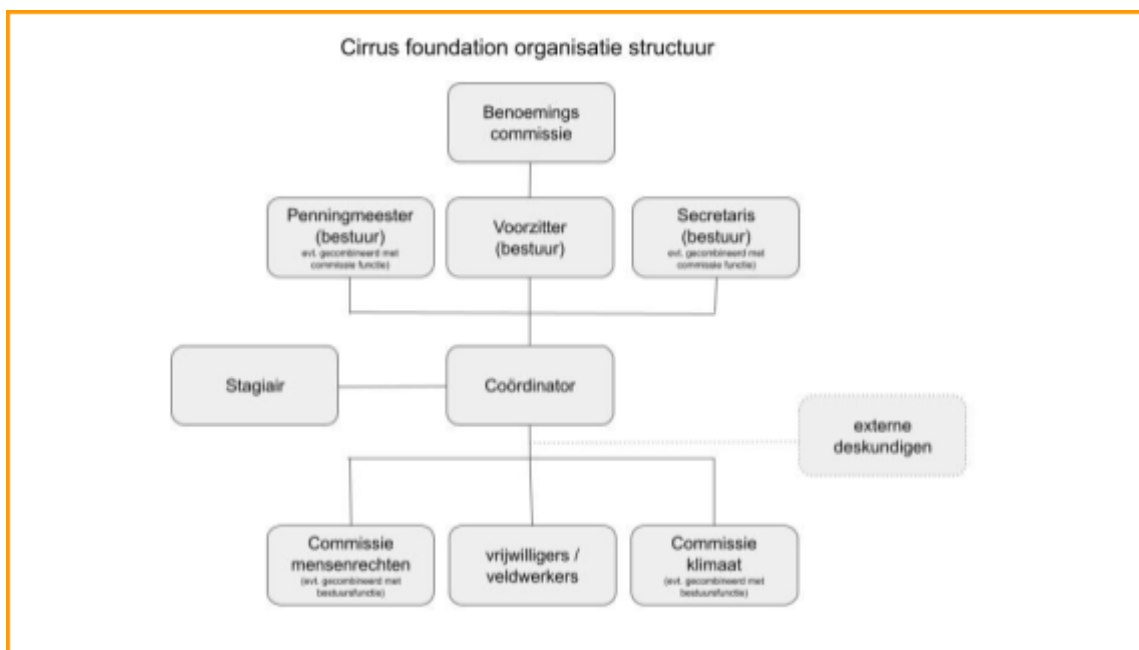 Cirrus foundation organisatie structuur
Benoemings
commissie
Penningmeester
(bestuur)
evt. gecombineerd met
commissie functie)
Voorzitter
(bestuur)
Secretaris
(bestuur)
evt. gecombineerd met
commissie functie)
Stagiair
Coördinator
externe
deskundigen
Commissie
mensenrechten
(evt. gecombineerd met
bestuursfunctie)
vrijwilligers /
veldwerkers
Commissie
klimaat
(evt. gecombineerd met
bestuursfunctie)